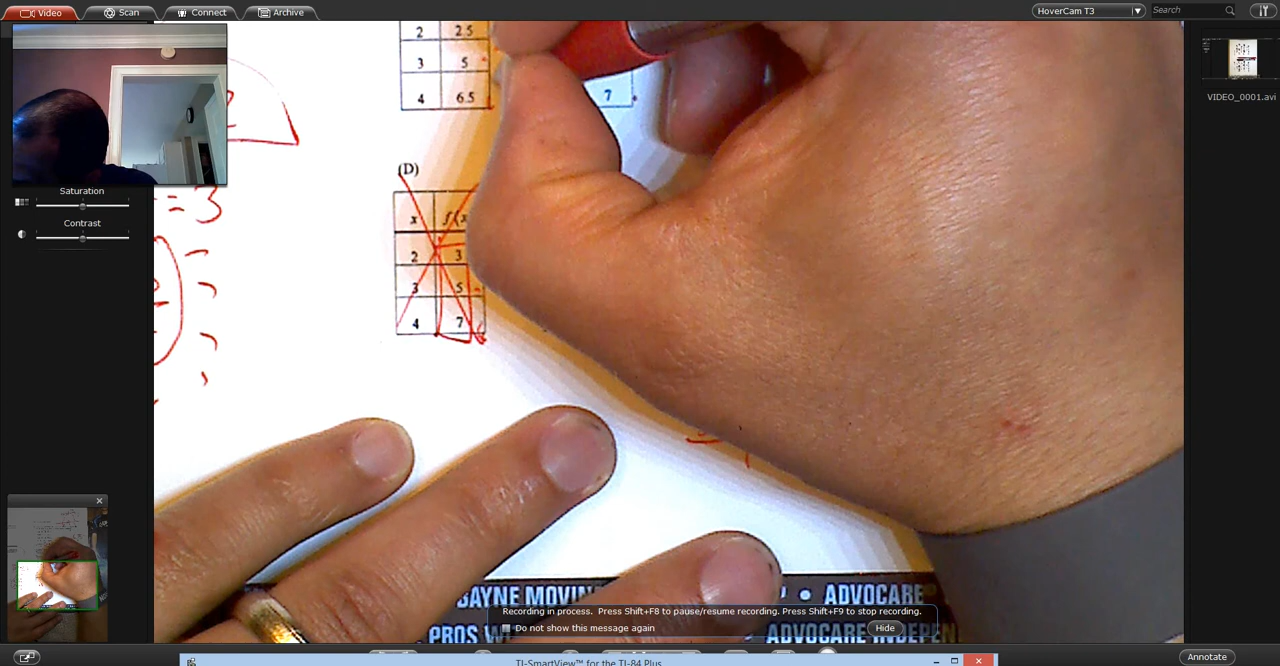 Video
Scan
Connect
Archive
HoverCam T3
Search
VIDEO_0001.avi
Saturation
Contrast
= 3
2 2.5
3 5
4 6.5
7
(D)
x f(x
2 3
3 5
4 7
BAYNE MOVIN
• ADVOCARE
PROS W
ADVOCARE INDEPEN
Recording in process. Press Shift+F8 to pause/resume recording. Press Shift+F9 to stop recording.
Do not show this message again
Hide
TI-SmartView™ for the TI-84 Plus
Annotate